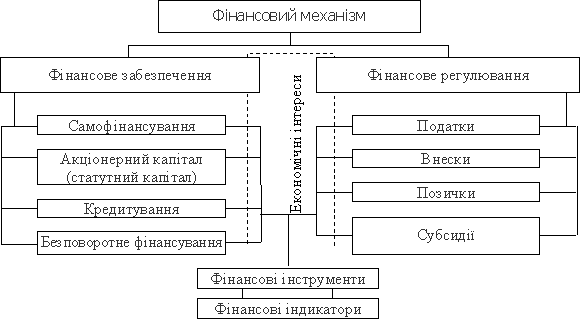 Фінансовий механізм
Фінансове забезпечення
Фінансове регулювання
Економічні інтереси
Самофінансування
Акціонерний капітал
(статутний капітал)
Кредитування
Безповоротне фінансування
Податки
Внески
Позички
Субсидії
Фінансові інструменти
Фінансові індикатори